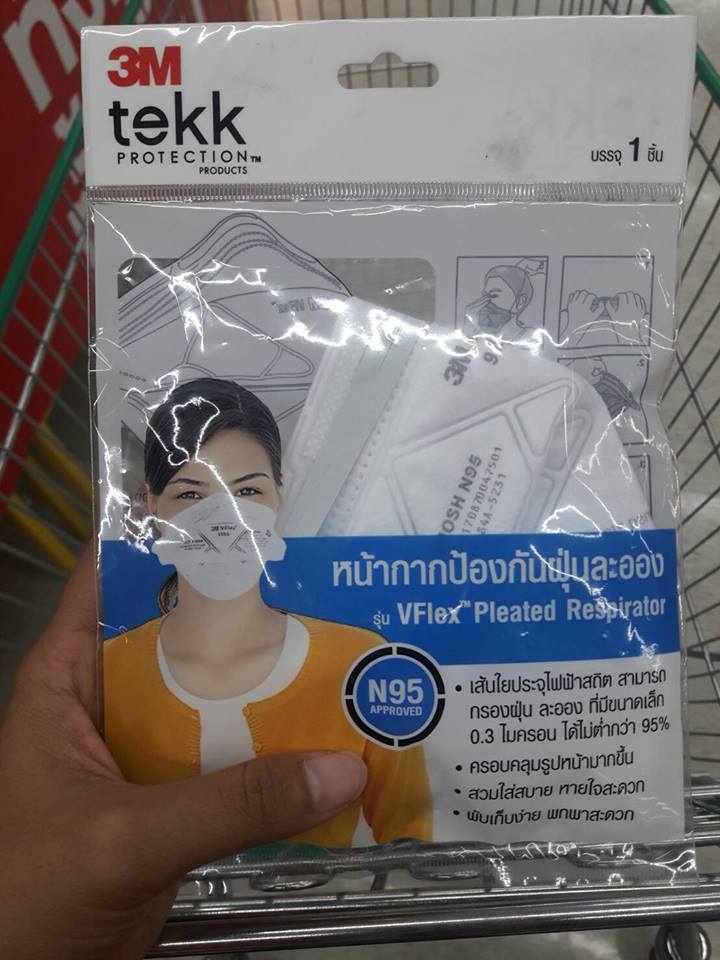 3M
tekk
PROTECTION™
PRODUCTS
บรรจุ 1 ชิ้น
VFlex™
3M
NIOSH N95
170870047501
หน้ากากป้องกันฝุ่นละออง
รุ่น VFlex™ Pleated Respirator
N95
APPROVED
• เส้นใยประจุไฟฟ้าสถิต สามารถ
กรองฝุ่น ละออง ที่มีขนาดเล็ก
0.3 ไมครอน ได้ไม่ต่ำกว่า 95%
• ครอบคลุมรูปหน้ามากขึ้น
• สวมใส่สบาย หายใจสะดวก
• พับเก็บง่าย พกพาสะดวก